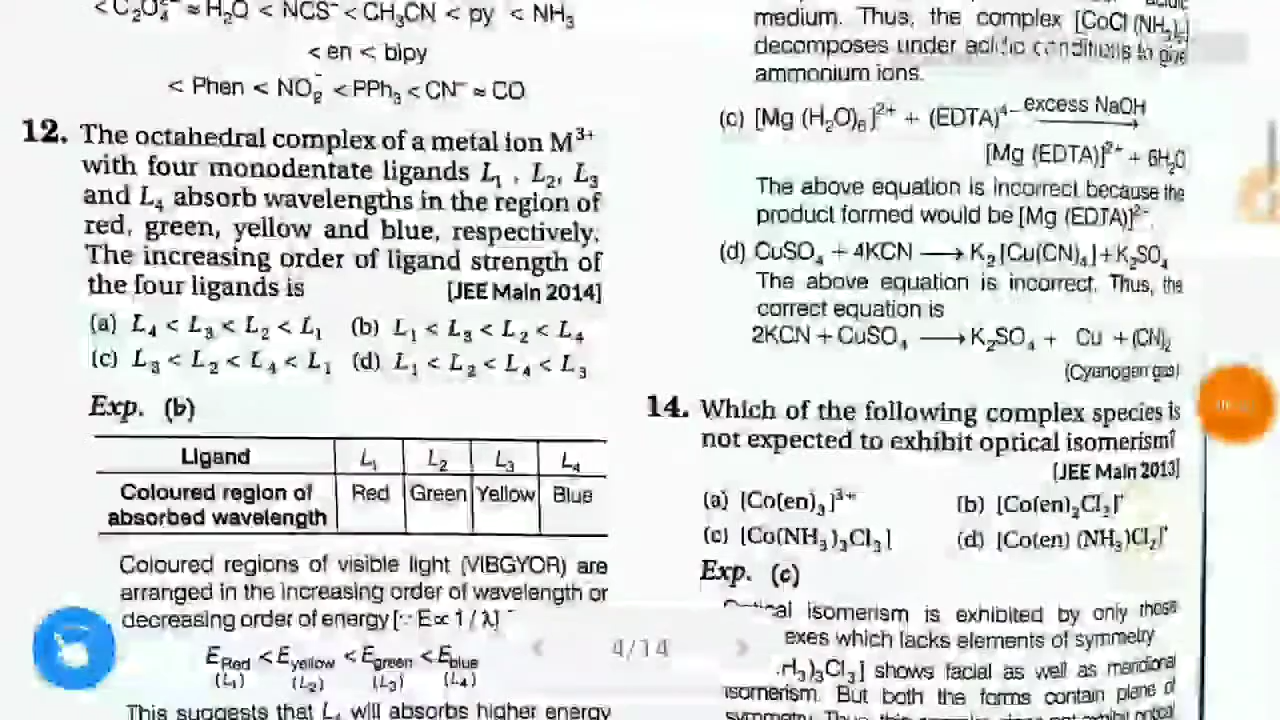 < C₂O₄²⁻ ≈ H₂O < NCS⁻ < CH₃CN < py < NH₃
< en < bipy
< Phen < NO₂⁻ < PPh₃ < CN⁻ ≈ CO
12. The octahedral complex of a metal ion M³⁺
with four monodentate ligands L₁ , L₂, L₃
and L₄ absorb wavelengths in the region of
red, green, yellow and blue, respectively.
The increasing order of ligand strength of
the four ligands is [JEE Main 2014]
(a) L₄ < L₃ < L₂ < L₁ (b) L₁ < L₃ < L₂ < L₄
(c) L₃ < L₂ < L₄ < L₁ (d) L₁ < L₂ < L₄ < L₃
Exp. (b)
Ligand L₁ L₂ L₃ L₄
Coloured region of Red Green Yellow Blue
absorbed wavelength
Coloured regions of visible light (VIBGYOR) are
arranged in the increasing order of wavelength or
decreasing order of energy [∵ E ∝ 1 / λ]
E_Red < E_yellow < E_green < E_blue
(L₁) (L₂) (L₃) (L₄)
This suggests that L₄ will absorbs higher energy
medium. Thus, the complex [CoCl (NH₃)₅]
decomposes under acidic conditions to give
ammonium ions.
(c) [Mg (H₂O)₆]²⁺ + (EDTA)⁴⁻ excess NaOH ⟶
[Mg (EDTA)]²⁺ + 6H₂O
The above equation is incorrect because the
product formed would be [Mg (EDTA)]²⁻.
(d) CuSO₄ + 4KCN ⟶ K₂[Cu(CN)₄] + K₂SO₄
The above equation is incorrect. Thus, the
correct equation is
2KCN + CuSO₄ ⟶ K₂SO₄ + Cu + (CN)₂
(Cyanogen gas)
14. Which of the following complex species is
not expected to exhibit optical isomerism?
[JEE Main 2013]
(a) [Co(en)₃]³⁺ (b) [Co(en)₂Cl₂]⁺
(c) [Co(NH₃)₃Cl₃] (d) [Co(en) (NH₃)Cl₂]⁺
Exp. (c)
isomerism is exhibited by only those
exes which lacks elements of symmetry
H₃)₃Cl₃] shows facial as well as meridional
isomerism. But both the forms contain plane of
4/14